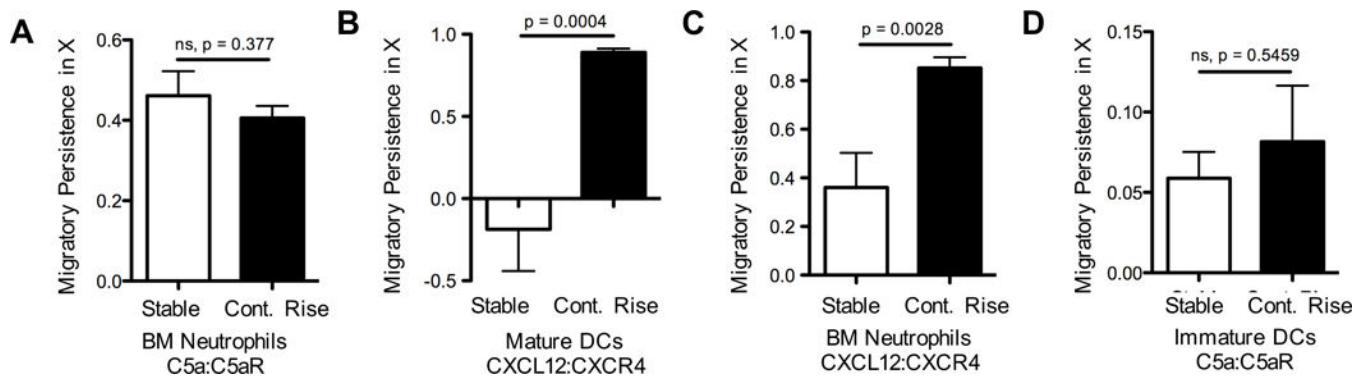 A
Migratory Persistence in X
0.6
0.4
0.2
0.0
ns, p = 0.377
Stable Cont. Rise
BM Neutrophils
C5a:C5aR
B
Migratory Persistence in X
1.0
0.5
0.0
-0.5
p = 0.0004
Stable Cont. Rise
Mature DCs
CXCL12:CXCR4
C
Migratory Persistence in X
1.0
0.8
0.6
0.4
0.2
0.0
p = 0.0028
Stable Cont. Rise
BM Neutrophils
CXCL12:CXCR4
D
Migratory Persistence in X
0.15
0.10
0.05
0.00
ns, p = 0.5459
Immature DCs
C5a:C5aR